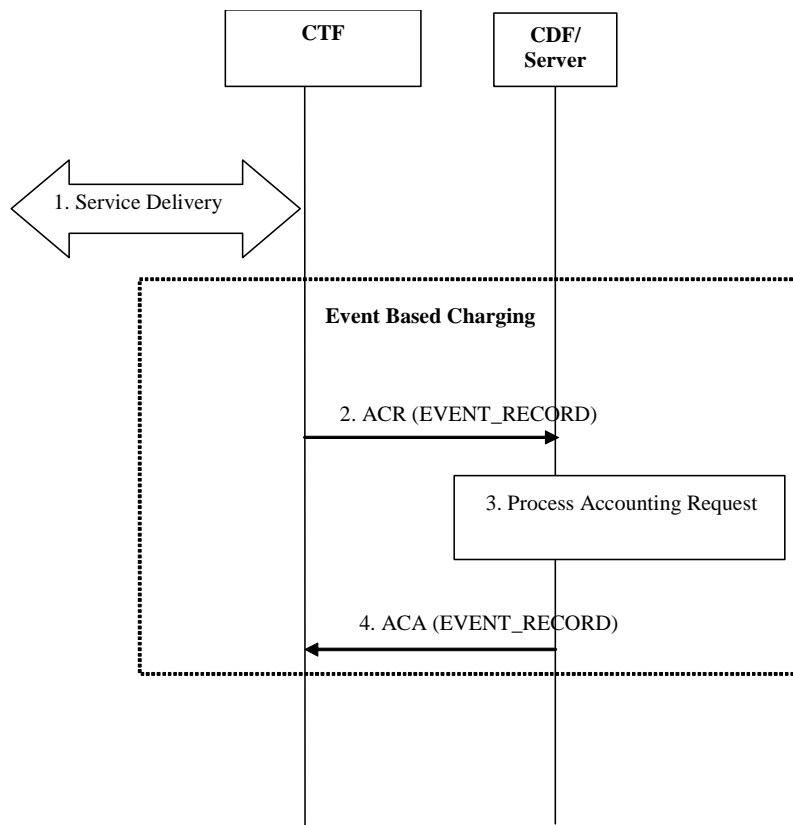 CTF
CDF/
Server
1. Service Delivery
Event Based Charging
2. ACR (EVENT_RECORD)
3. Process Accounting Request
4. ACA (EVENT_RECORD)